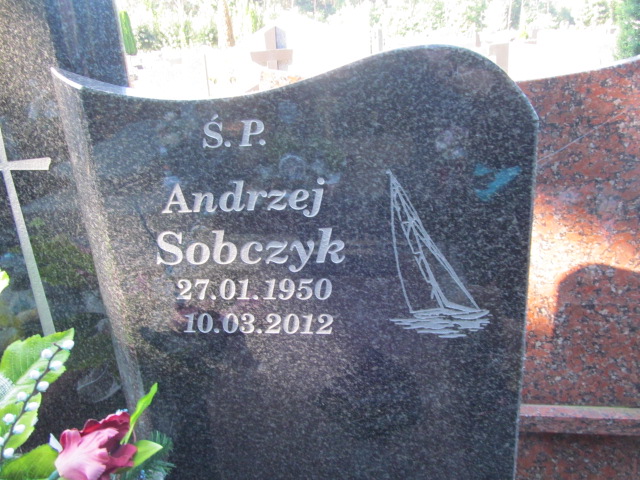 Ś. P.
Andrzej
Sobczyk
27.01.1950
10.03.2012